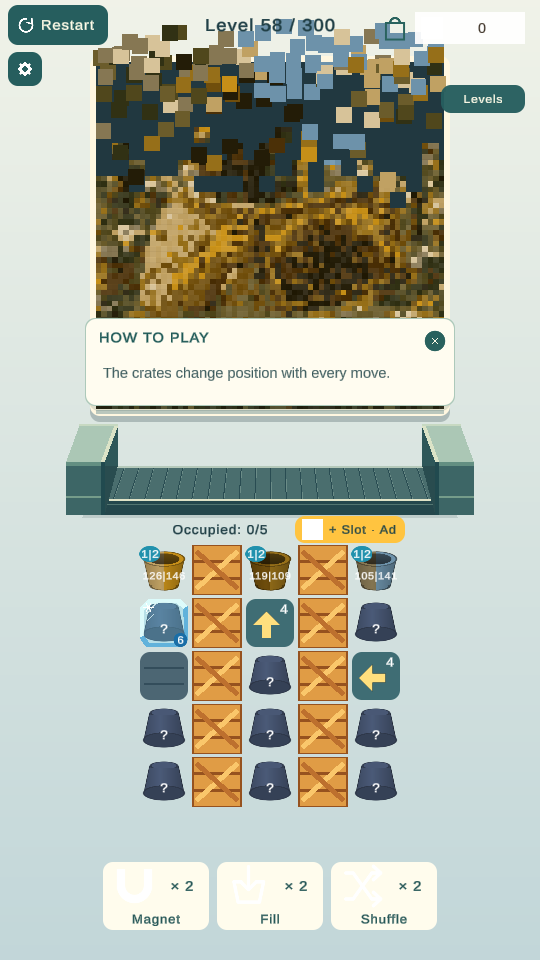 Restart
Level 58 / 300
0
Levels
HOW TO PLAY
The crates change position with every move.
Occupied: 0/5
+ Slot · Ad
1|2
126|146
1|2
119|109
1|2
105|141
?
6
4
?
?
4
?
?
?
?
?
?
× 2
× 2
× 2
Magnet
Fill
Shuffle